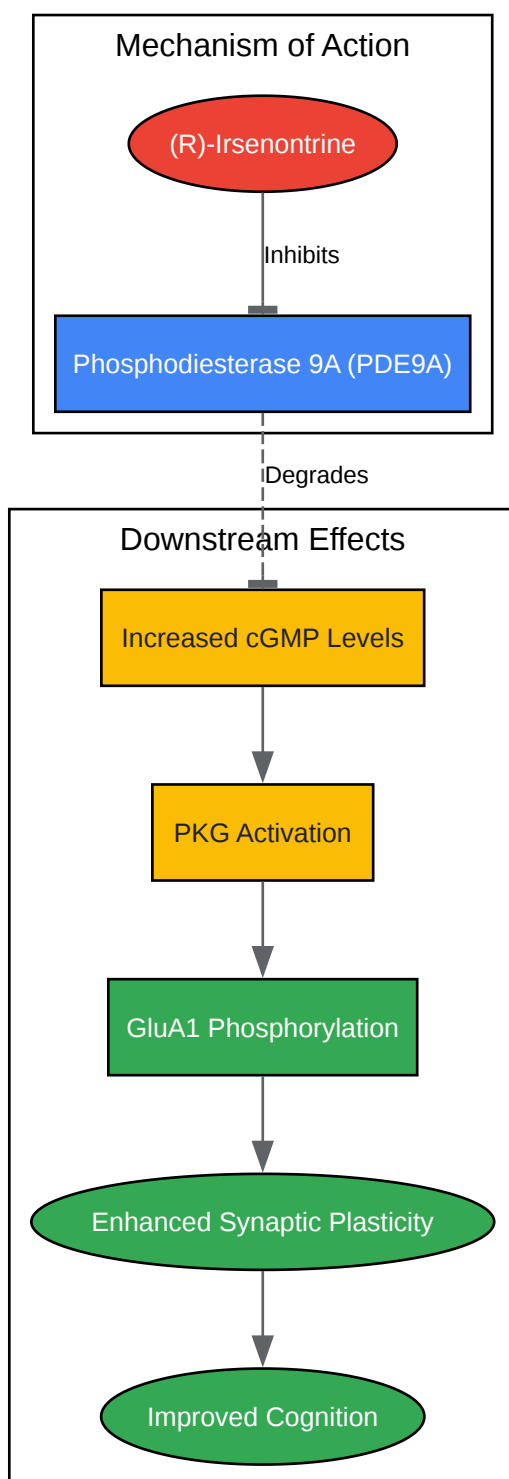 Mechanism of Action
(R)-Irsenontrine
Inhibits
Phosphodiesterase 9A (PDE9A)
Degrades
Downstream Effects
Increased cGMP Levels
PKG Activation
GluA1 Phosphorylation
Enhanced Synaptic Plasticity
Improved Cognition